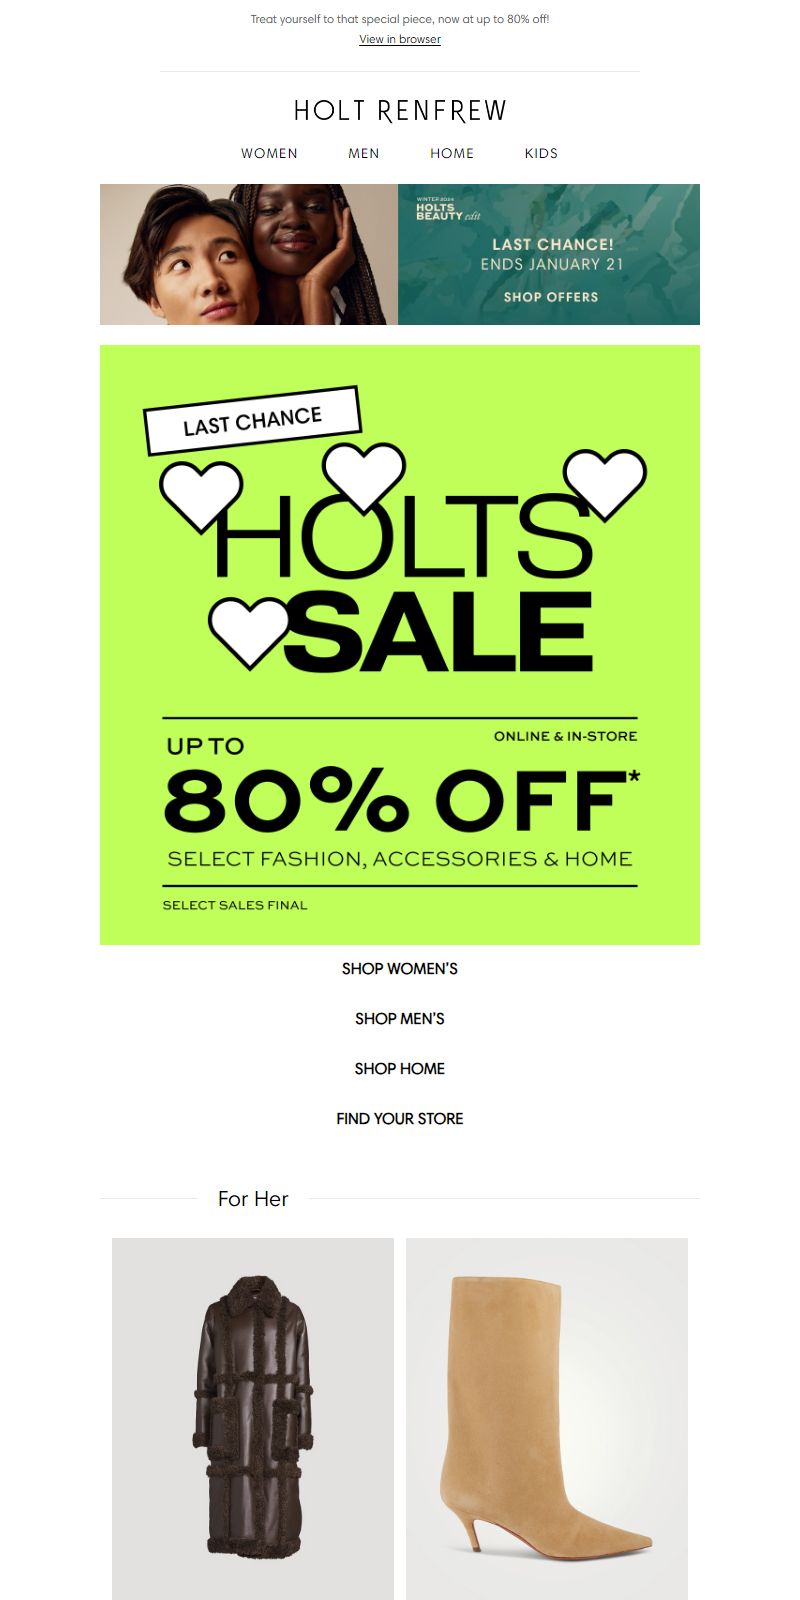 Treat yourself to that special piece, now at up to 80% off!
View in browser
HOLT RENFREW
WOMEN MEN HOME KIDS
WINTER 2024
HOLTS
BEAUTY edit
LAST CHANCE!
ENDS JANUARY 21
SHOP OFFERS
LAST CHANCE
HOLTS
SALE
UP TO
ONLINE & IN-STORE
80% OFF*
SELECT FASHION, ACCESSORIES & HOME
SELECT SALES FINAL
SHOP WOMEN'S
SHOP MEN'S
SHOP HOME
FIND YOUR STORE
For Her